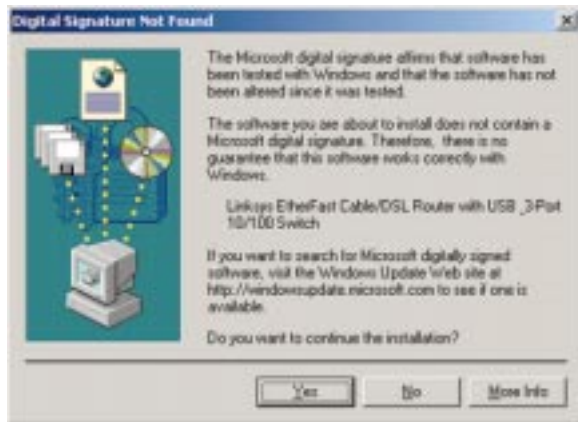 Digital Signature Not Found
The Microsoft digital signature affirms that software has
been tested with Windows and that the software has not
been altered since it was tested.
The software you are about to install does not contain a
Microsoft digital signature. Therefore, there is no
guarantee that this software works correctly with
Windows.
Linksys EtherFast Cable/DSL Router with USB _3-Port
10/100 Switch
If you want to search for Microsoft digitally signed
software, visit the Windows Update Web site at
http://windowsupdate.microsoft.com to see if one is
available.
Do you want to continue the installation?
Yes
No
More Info